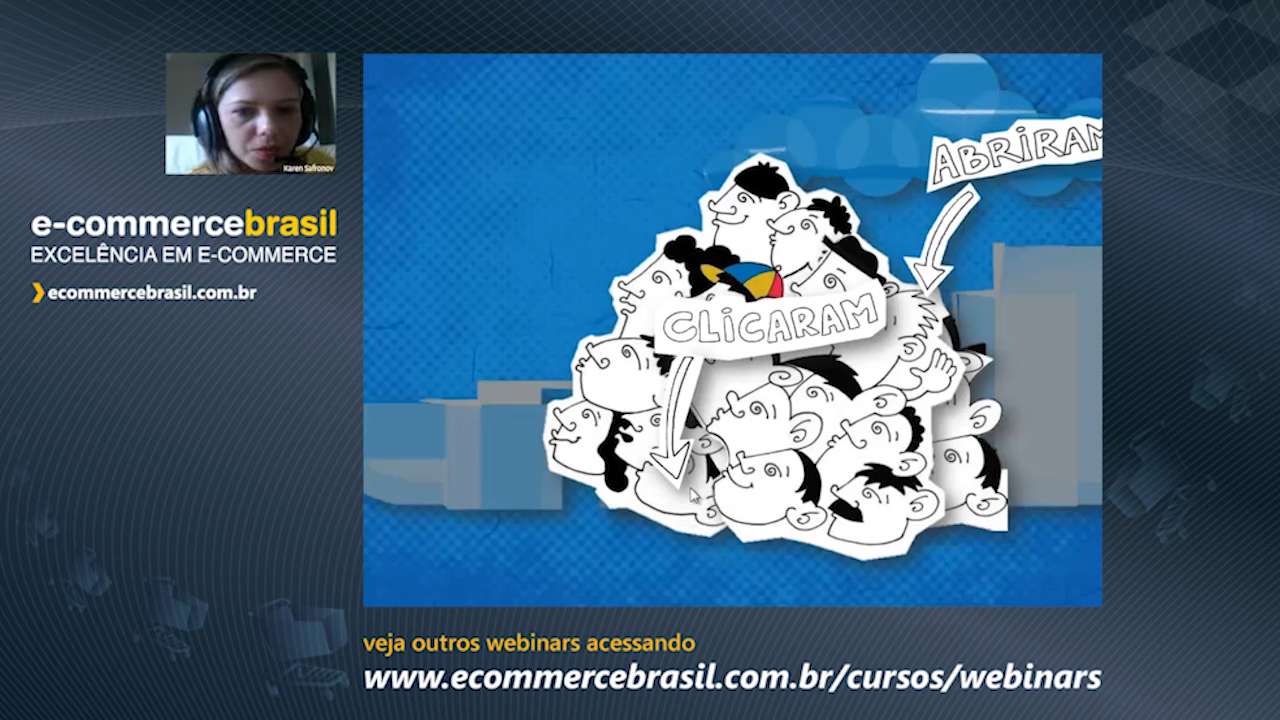 Karen Safronov
e-commercebrasil
EXCELÊNCIA EM E-COMMERCE
ecommercebrasil.com.br
ABRIRAM
CLICARAM
veja outros webinars acessando
www.ecommercebrasil.com.br/cursos/webinars